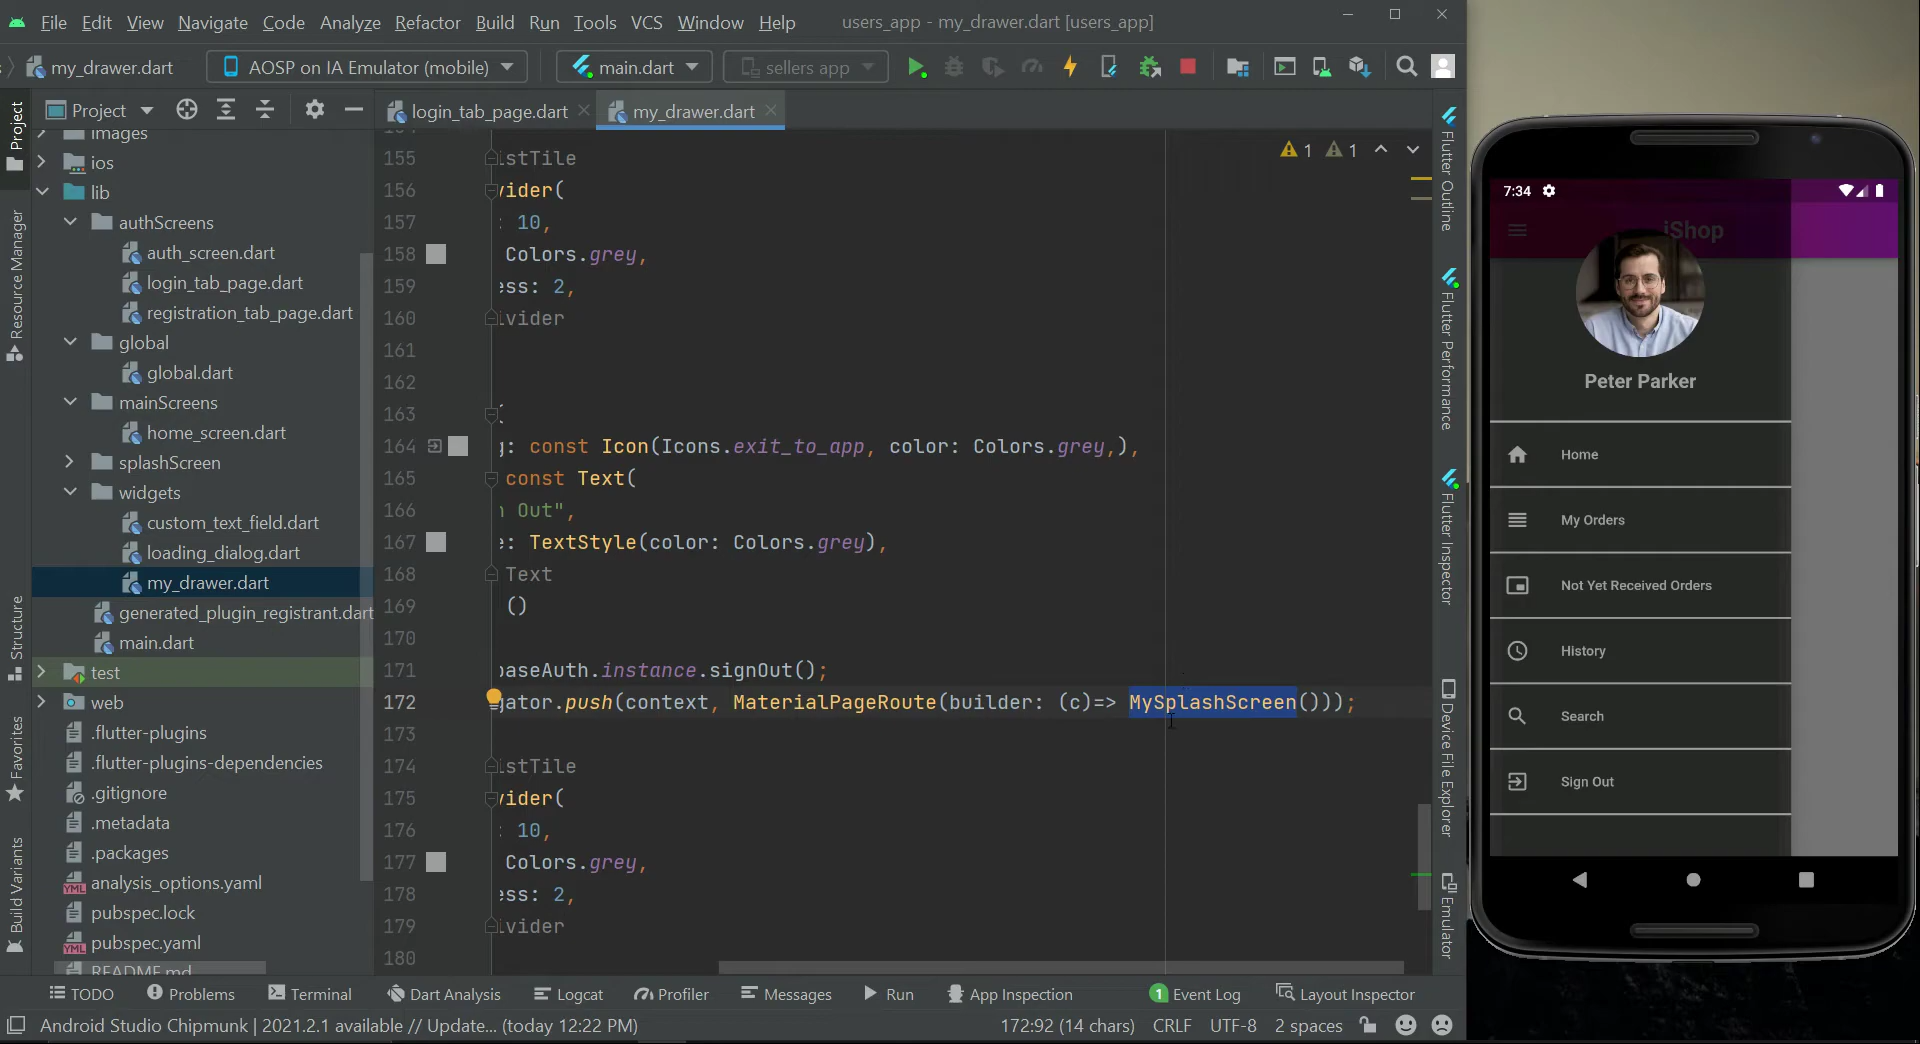 File Edit View Navigate Code Analyze Refactor Build Run Tools VCS Window Help users_app - my_drawer.dart [users_app]
my_drawer.dart AOSP on IA Emulator (mobile) main.dart sellers app
Project login_tab_page.dart my_drawer.dart
Project
Resource Manager
Structure
Favorites
Build Variants
images
ios
lib
authScreens
auth_screen.dart
login_tab_page.dart
registration_tab_page.dart
global
global.dart
mainScreens
home_screen.dart
splashScreen
widgets
custom_text_field.dart
loading_dialog.dart
my_drawer.dart
generated_plugin_registrant.dart
main.dart
test
web
.flutter-plugins
.flutter-plugins-dependencies
.gitignore
.metadata
.packages
analysis_options.yaml
pubspec.lock
pubspec.yaml
README.md
1 1
155 istTile
156 vider(
157 : 10,
158 Colors.grey,
159 ess: 2,
160 ivider
161
162
163 (
164 g: const Icon(Icons.exit_to_app, color: Colors.grey,),
165 const Text(
166 n Out",
167 e: TextStyle(color: Colors.grey),
168 Text
169 ()
170
171 baseAuth.instance.signOut();
172 gator.push(context, MaterialPageRoute(builder: (c)=> MySplashScreen()));
173
174 istTile
175 vider(
176 : 10,
177 Colors.grey,
178 ess: 2,
179 ivider
180
Flutter Outline
Flutter Performance
Flutter Inspector
Device File Explorer
Emulator
7:34
iShop
Peter Parker
Home
My Orders
Not Yet Received Orders
History
Search
Sign Out
TODO Problems Terminal Dart Analysis Logcat Profiler Messages Run App Inspection 1 Event Log Layout Inspector
Android Studio Chipmunk | 2021.2.1 available // Update... (today 12:22 PM) 172:92 (14 chars) CRLF UTF-8 2 spaces